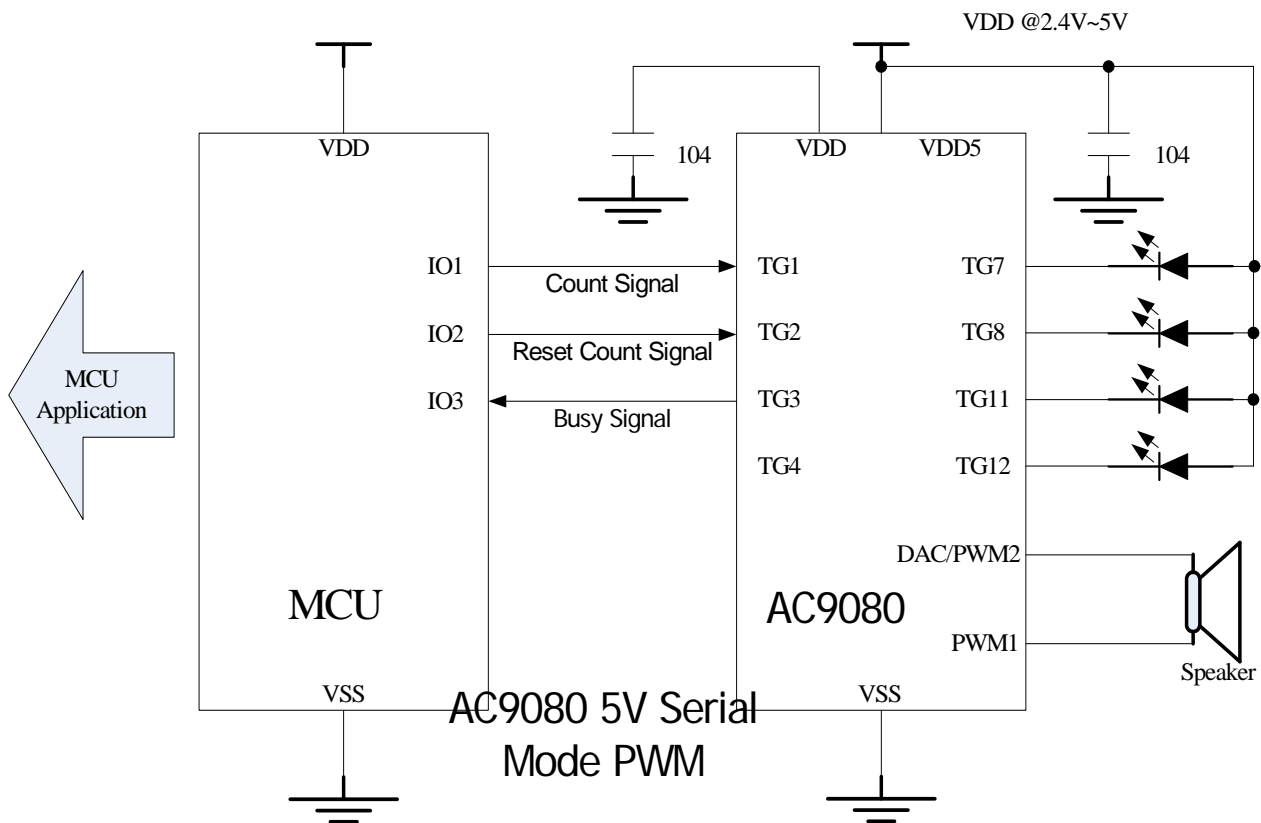 VDD @2.4V~5V
VDD
104
VDD
VDD5
104
IO1
Count Signal
TG1
TG7
IO2
Reset Count Signal
TG2
TG8
MCU
Application
IO3
Busy Signal
TG3
TG11
TG4
TG12
DAC/PWM2
MCU
AC9080
PWM1
Speaker
VSS
VSS
AC9080 5V Serial
Mode PWM